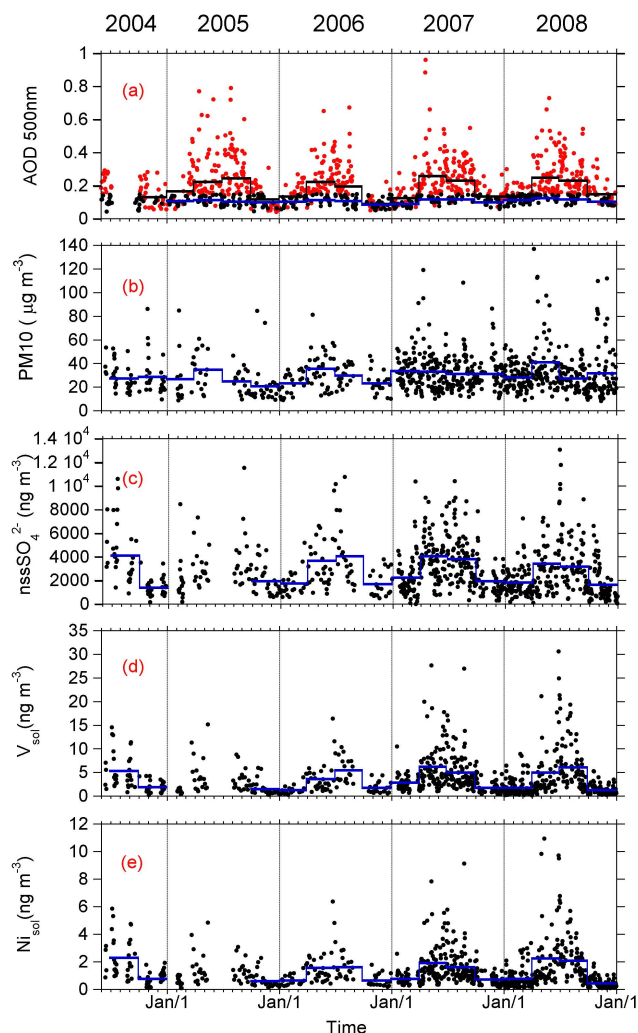 2004 2005 2006 2007 2008
(a)
AOD 500nm
1
0.8
0.6
0.4
0.2
0
(b)
PM10 ( μg m-3)
140
120
100
80
60
40
20
0
(c)
nssSO42- (ng m-3)
1.4 104
1.2 104
1 104
8000
6000
4000
2000
0
(d)
Vsol(ng m-3)
35
30
25
20
15
10
5
0
(e)
Nisol(ng m-3)
12
10
8
6
4
2
0
Jan/1 Jan/1 Jan/1 Jan/1 Jan/1
Time